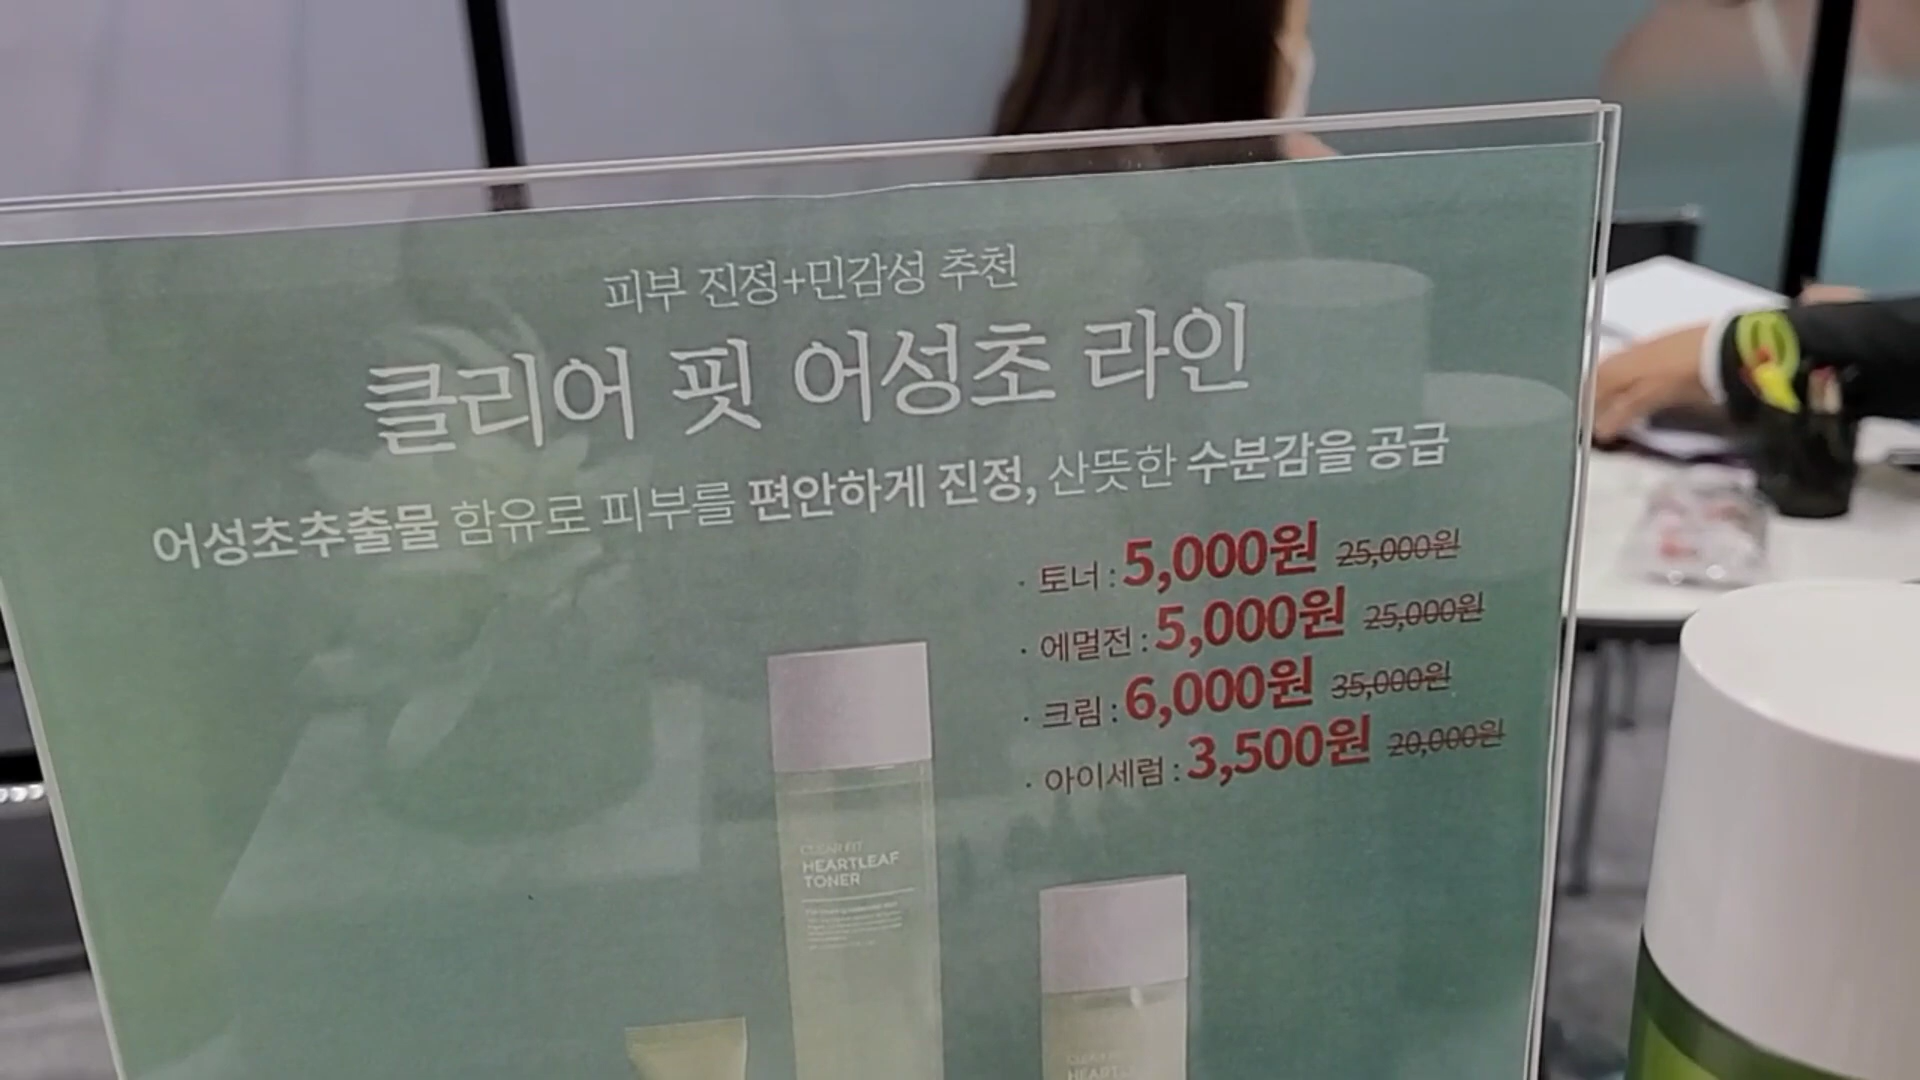 피부 진정+민감성 추천
클리어 핏 어성초 라인
어성초추출물 함유로 피부를 편안하게 진정, 산뜻한 수분감을 공급
· 토너 : 5,000원 25,000원
· 에멀전 : 5,000원 25,000원
· 크림 : 6,000원 35,000원
· 아이세럼 : 3,500원 20,000원
CLEAR FIT
HEARTLEAF
TONER
CLEAR FIT